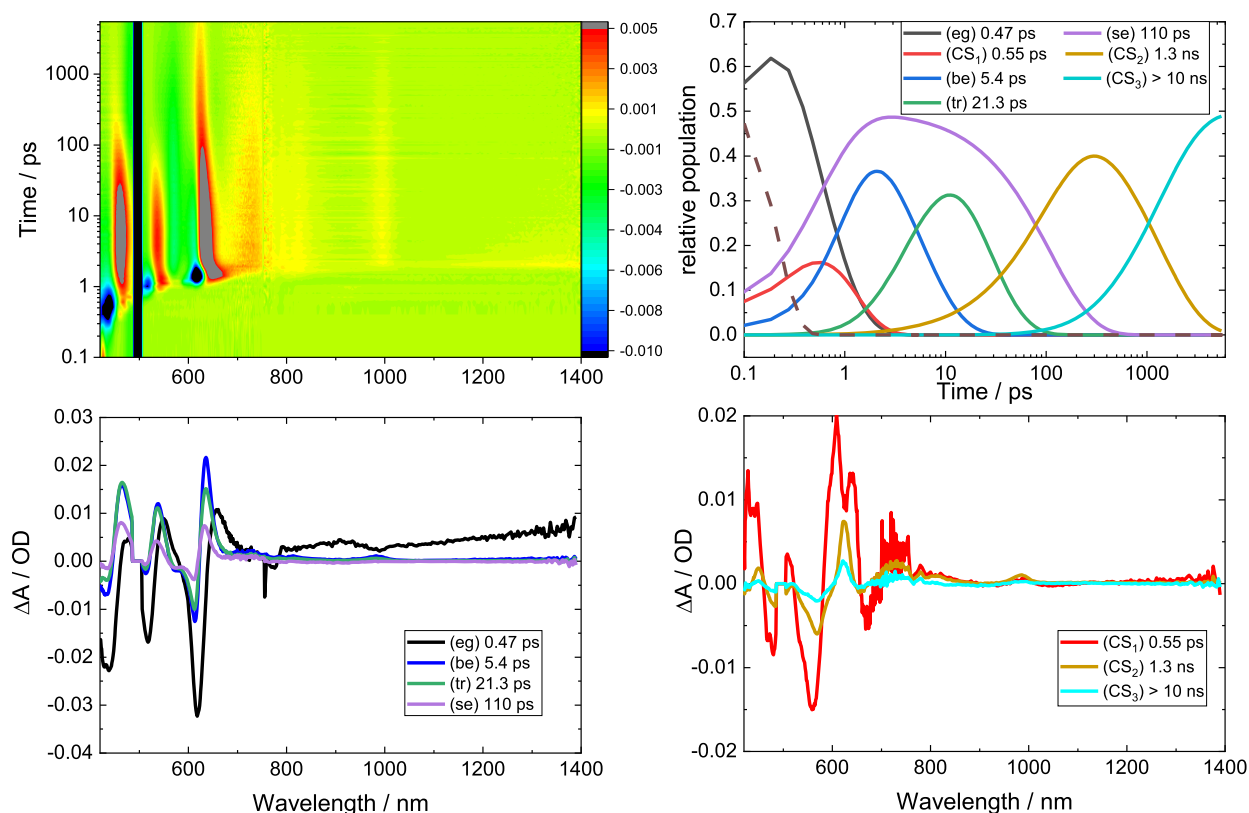 1000
100
10
1
0.1
Time / ps
600
800
1000
1200
1400
0.005
0.003
0.001
-0.001
-0.003
-0.004
-0.006
-0.008
-0.010
0.7
0.6
0.5
0.4
0.3
0.2
0.1
0.0
relative population
(eg) 0.47 ps
(CS1) 0.55 ps
(be) 5.4 ps
(tr) 21.3 ps
(se) 110 ps
(CS2) 1.3 ns
(CS3) > 10 ns
0.1
1
10
100
1000
Time / ps
0.03
0.02
0.01
0.00
-0.01
-0.02
-0.03
-0.04
ΔA / OD
(eg) 0.47 ps
(be) 5.4 ps
(tr) 21.3 ps
(se) 110 ps
600
800
1000
1200
1400
Wavelength / nm
0.02
0.01
0.00
-0.01
-0.02
ΔA / OD
(CS1) 0.55 ps
(CS2) 1.3 ns
(CS3) > 10 ns
600
800
1000
1200
1400
Wavelength / nm